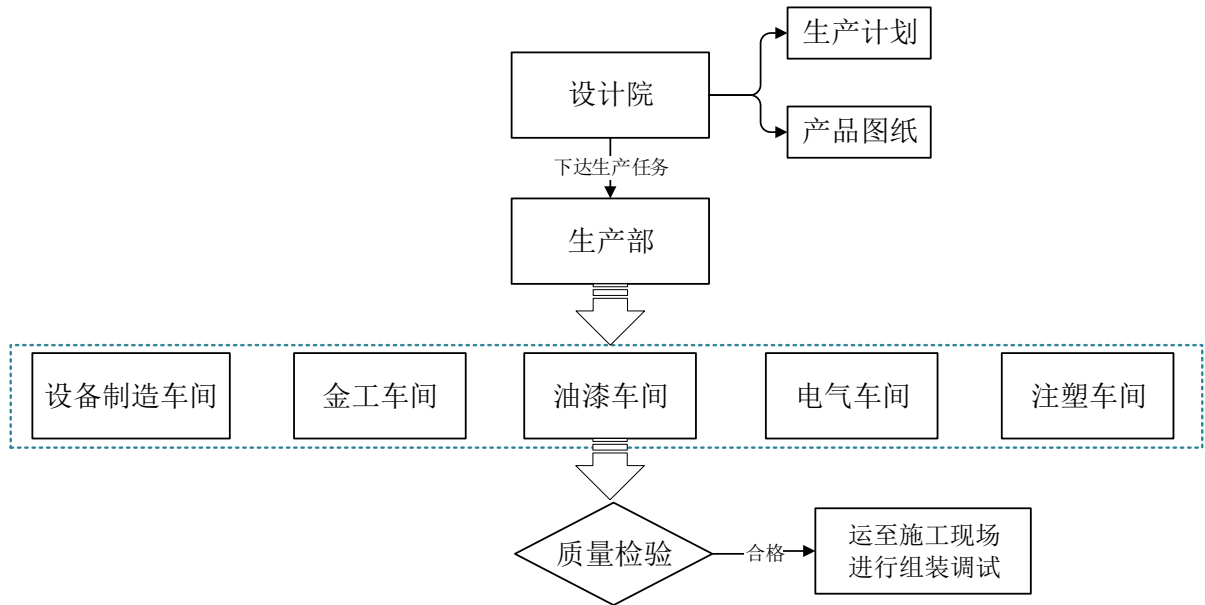 生产计划
设计院
产品图纸
下达生产任务
生产部
设备制造车间
金工车间
油漆车间
电气车间
注塑车间
质量检验
合格
运至施工现场
进行组装调试